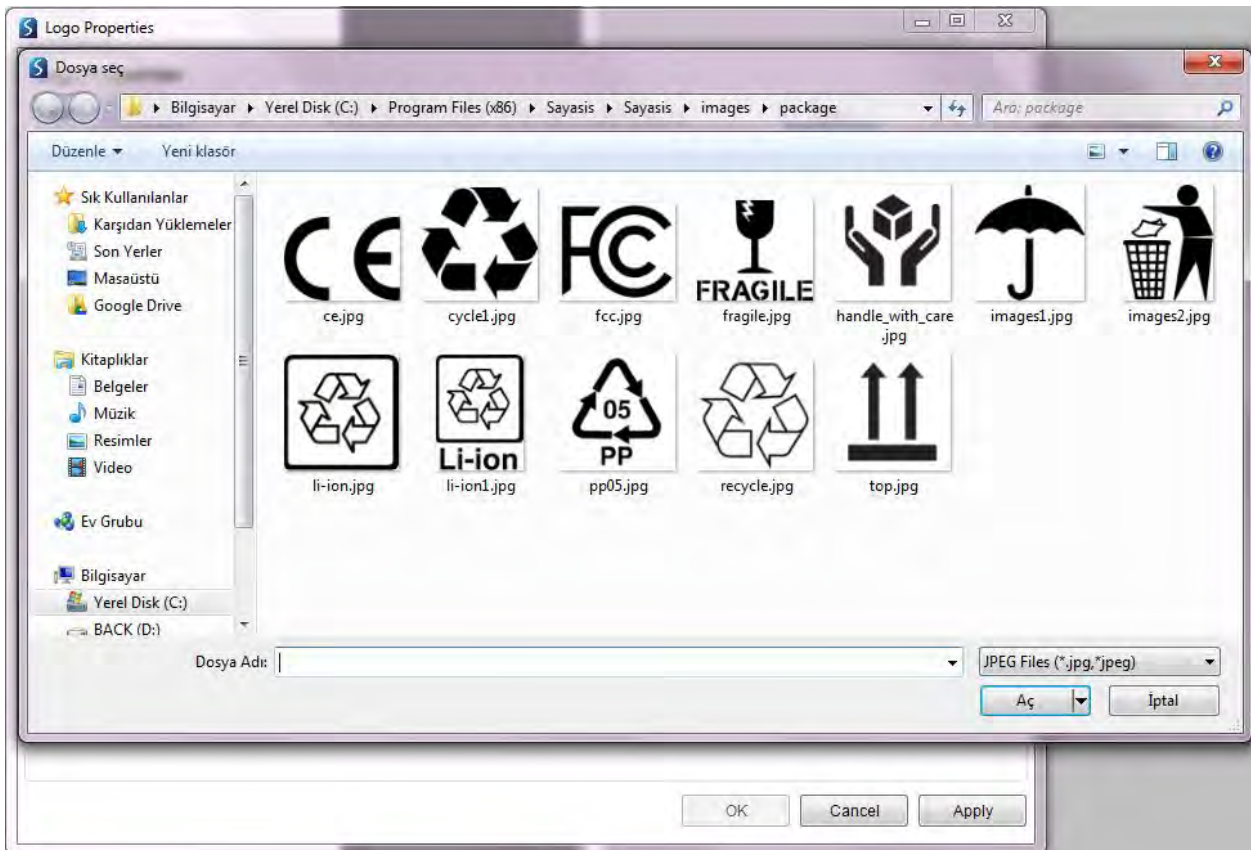 Logo Properties
Dosya seç
Bilgisayar Yerel Disk (C:) Program Files (x86) Sayasis Sayasis images package
Ara: package
Düzenle Yeni klasör
Sık Kullanılanlar
Karşıdan Yüklemeler
Son Yerler
Masaüstü
Google Drive
Kitaplıklar
Belgeler
Müzik
Resimler
Video
Ev Grubu
Bilgisayar
Yerel Disk (C:)
BACK (D:)
CE
FC
FRAGILE
ce.jpg
cycle1.jpg
fcc.jpg
fragile.jpg
handle_with_care
.jpg
images1.jpg
images2.jpg
Li-ion
05
PP
li-ion.jpg
li-ion1.jpg
pp05.jpg
recycle.jpg
top.jpg
Dosya Adı:
JPEG Files (*.jpg,*jpeg)
Aç
İptal
OK
Cancel
Apply